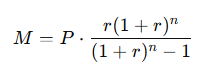 M = P · r(1 + r)ⁿ / (1 + r)ⁿ − 1